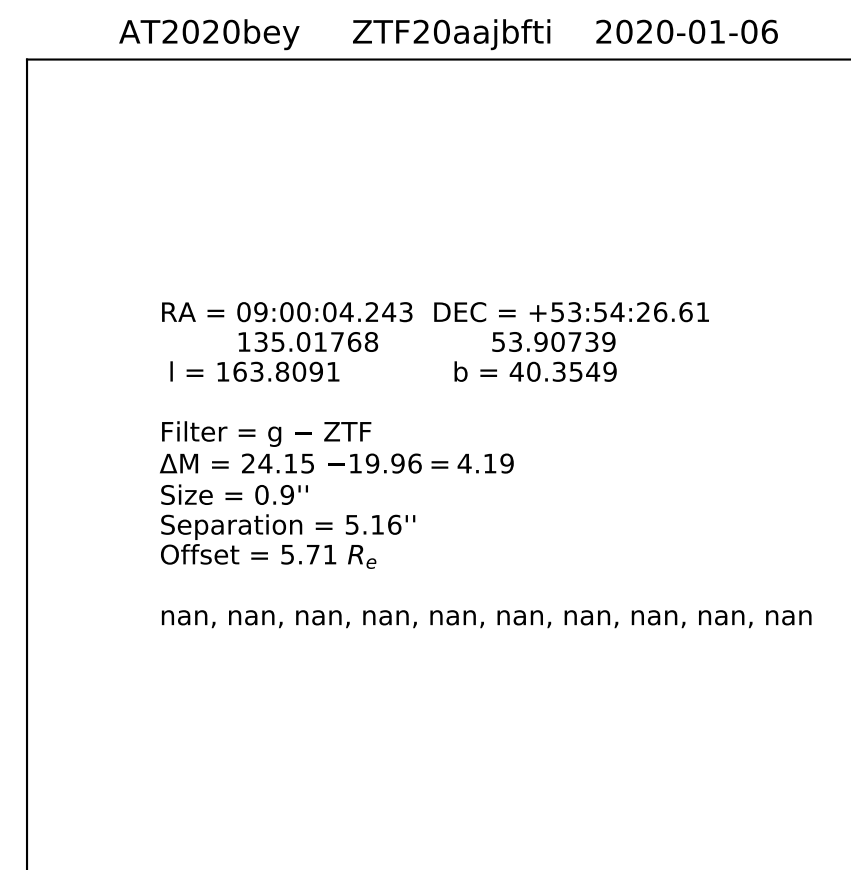 AT2020bey ZTF20aajbfti 2020-01-06
RA = 09:00:04.243 DEC = +53:54:26.61
135.01768 53.90739
l = 163.8091 b = 40.3549
Filter = g − ZTF
ΔM = 24.15 −19.96 = 4.19
Size = 0.9''
Separation = 5.16''
Offset = 5.71 Rₑ
nan, nan, nan, nan, nan, nan, nan, nan, nan, nan